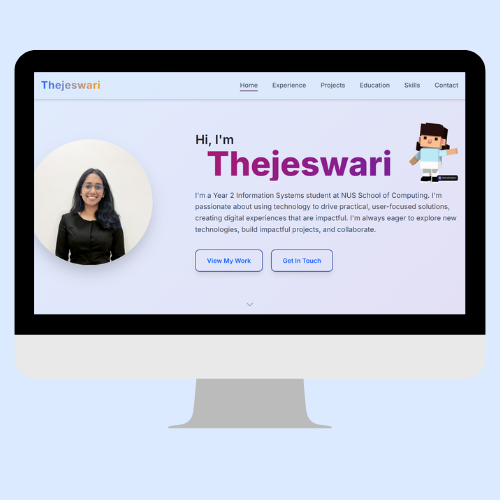 Thejeswari
Home Experience Projects Education Skills Contact
Hi, I'm
Thejeswari
I'm a Year 2 Information Systems student at NUS School of Computing. I'm
passionate about using technology to drive practical, user-focused solutions,
creating digital experiences that are impactful. I'm always eager to explore new
technologies, build impactful projects, and collaborate.
View My Work Get In Touch